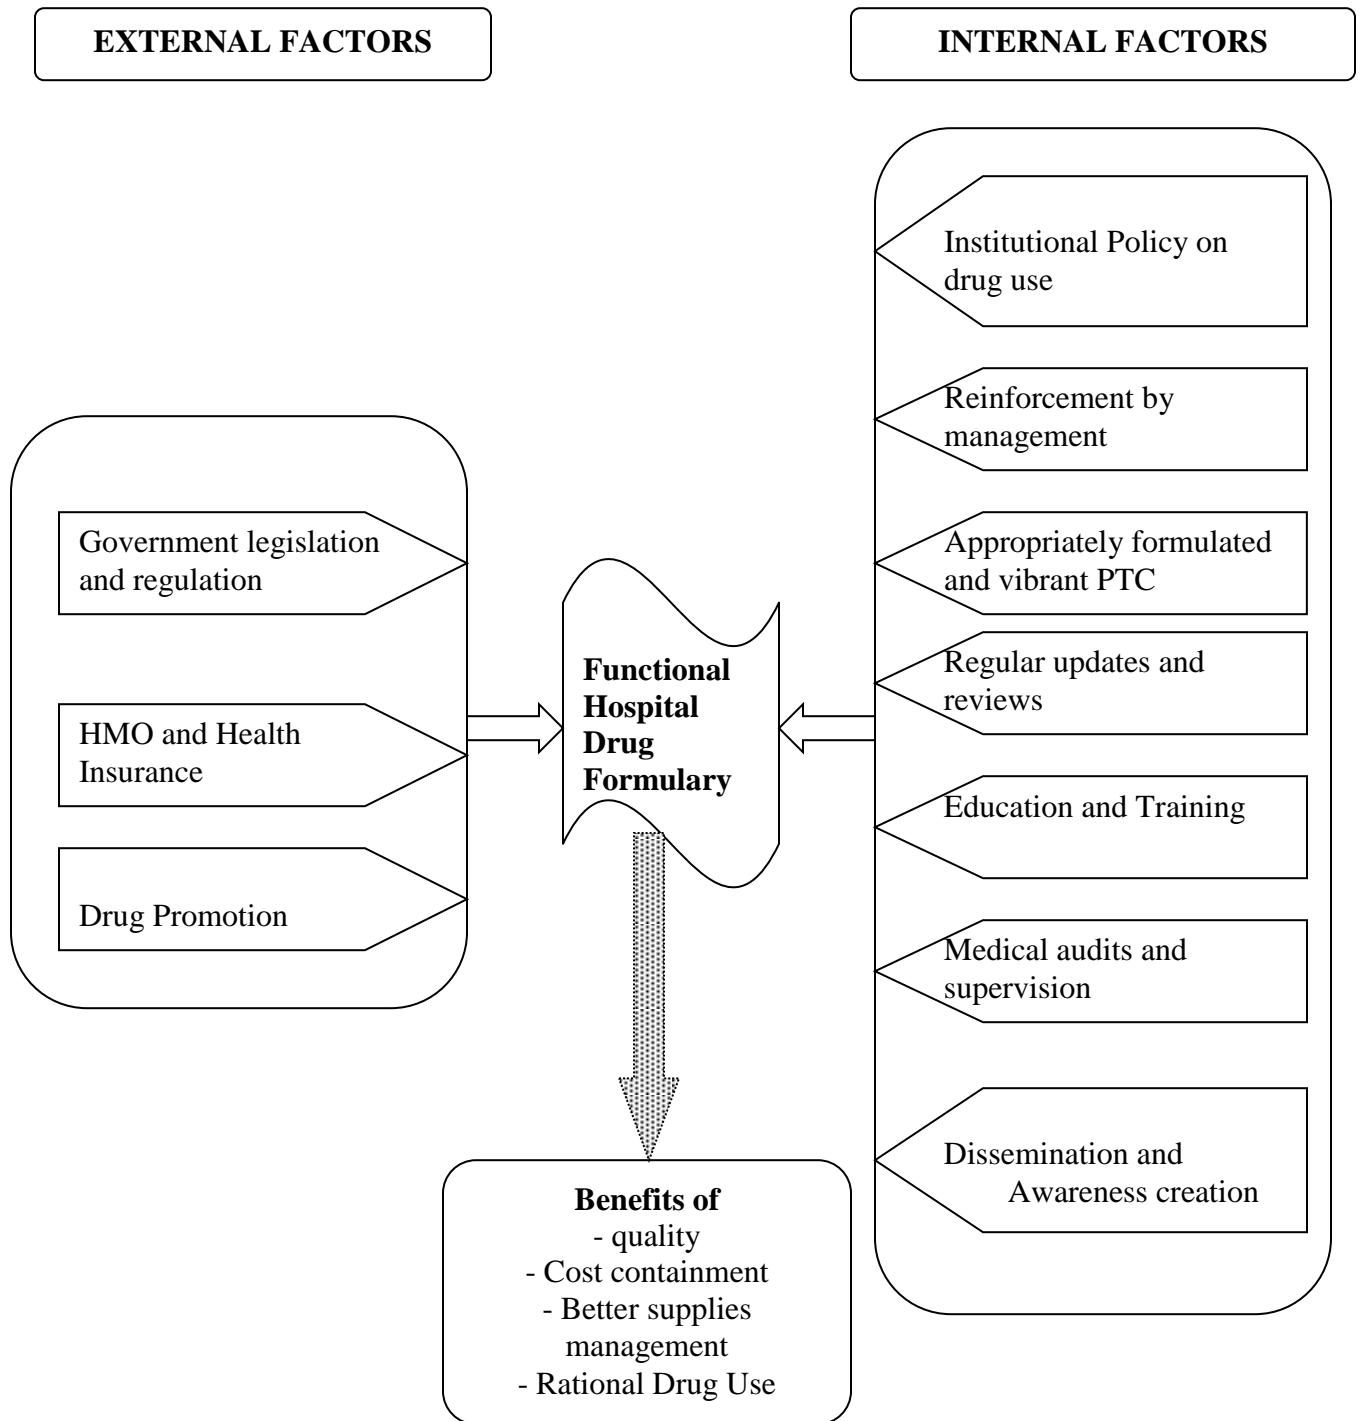 EXTERNAL FACTORS
INTERNAL FACTORS
Government legislation
and regulation
HMO and Health
Insurance
Drug Promotion
Functional
Hospital
Drug
Formulary
Institutional Policy on
drug use
Reinforcement by
management
Appropriately formulated
and vibrant PTC
Regular updates and
reviews
Education and Training
Medical audits and
supervision
Dissemination and
Awareness creation
Benefits of
- quality
- Cost containment
- Better supplies
management
- Rational Drug Use